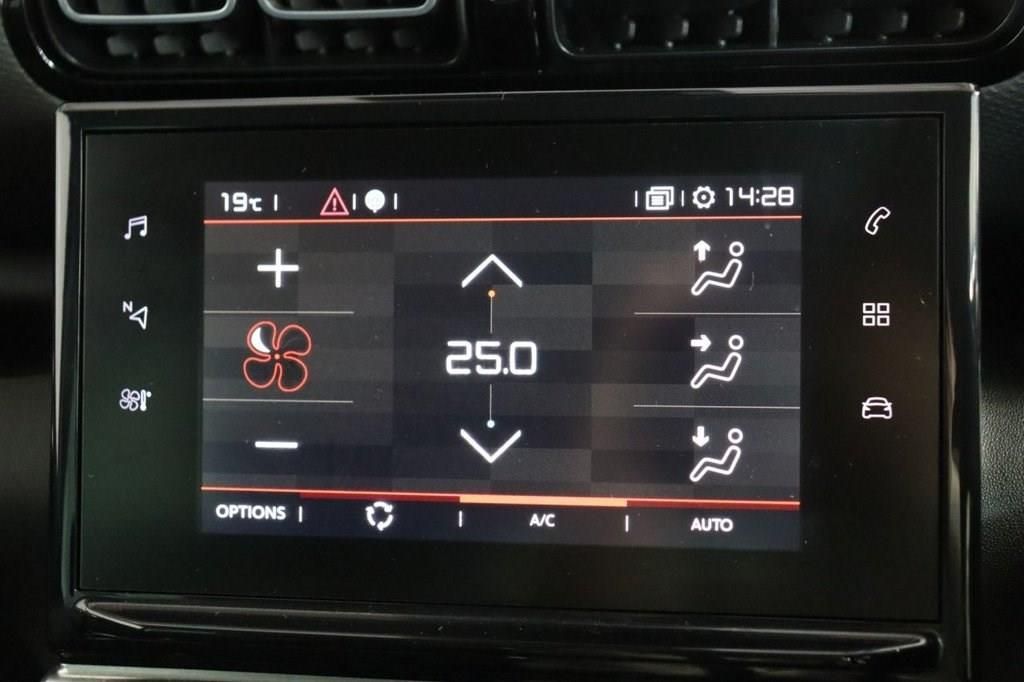 19°C
14:28
N
25.0
OPTIONS
A/C
AUTO